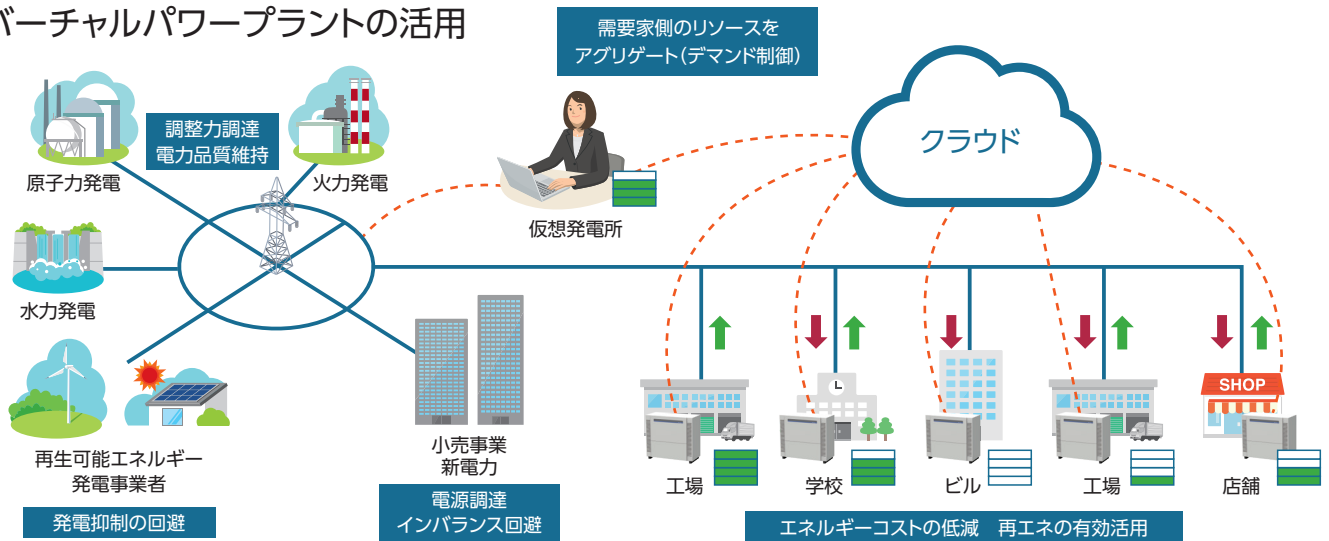 バーチャルパワープラントの活用
需要家側のリソースを
アグリゲート(デマンド制御)
調整力調達
電力品質維持
クラウド
原子力発電
火力発電
仮想発電所
水力発電
SHOP
小売事業
新電力
再生可能エネルギー
発電事業者
工場
学校
ビル
工場
店舗
発電抑制の回避
電源調達
インバランス回避
エネルギーコストの低減 再エネの有効活用